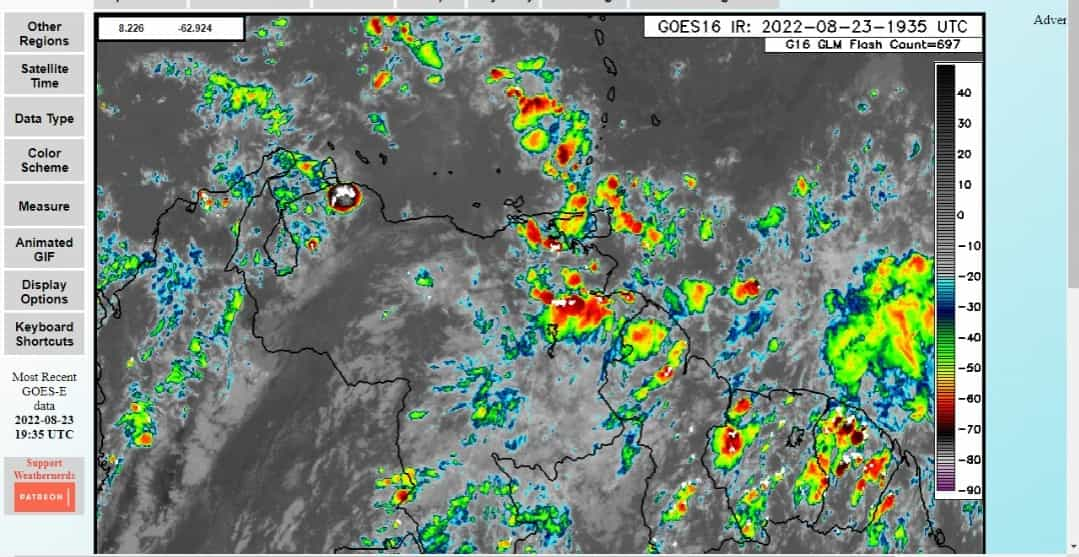 8.226 -62.924
GOES16 IR: 2022-08-23-1935 UTC
G16 GLM Flash Count=697
Adver
Other
Regions
Satellite
Time
Data Type
Color
Scheme
Measure
Animated
GIF
Display
Options
Keyboard
Shortcuts
Most Recent
GOES-E
data
2022-08-23
19:35 UTC
Support
Weathernerds
PATREON
40
30
20
10
0
-10
-20
-30
-40
-50
-60
-70
-80
-90